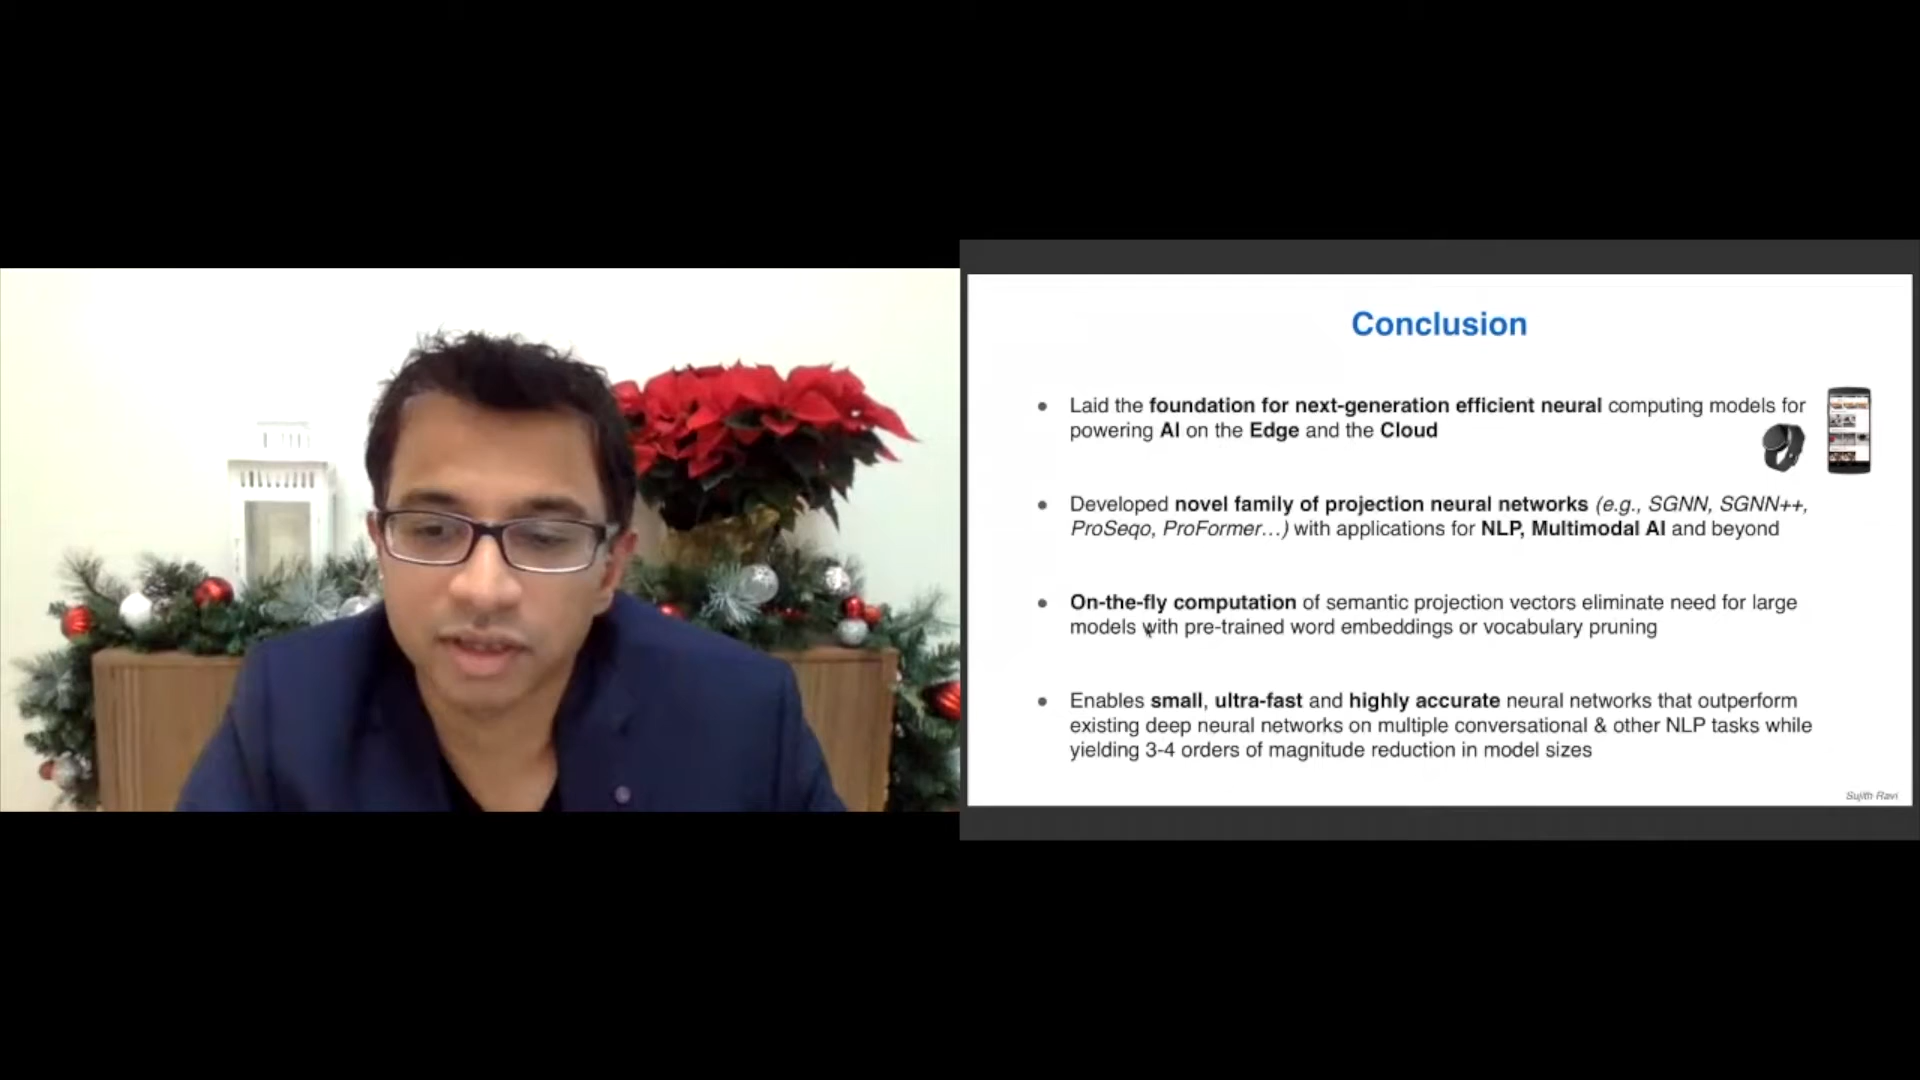 Conclusion
Laid the foundation for next-generation efficient neural computing models for
powering AI on the Edge and the Cloud
Developed novel family of projection neural networks (e.g., SGNN, SGNN++,
ProSeqo, ProFormer...) with applications for NLP, Multimodal AI and beyond
On-the-fly computation of semantic projection vectors eliminate need for large
models with pre-trained word embeddings or vocabulary pruning
Enables small, ultra-fast and highly accurate neural networks that outperform
existing deep neural networks on multiple conversational & other NLP tasks while
yielding 3-4 orders of magnitude reduction in model sizes
Sujith Ravi